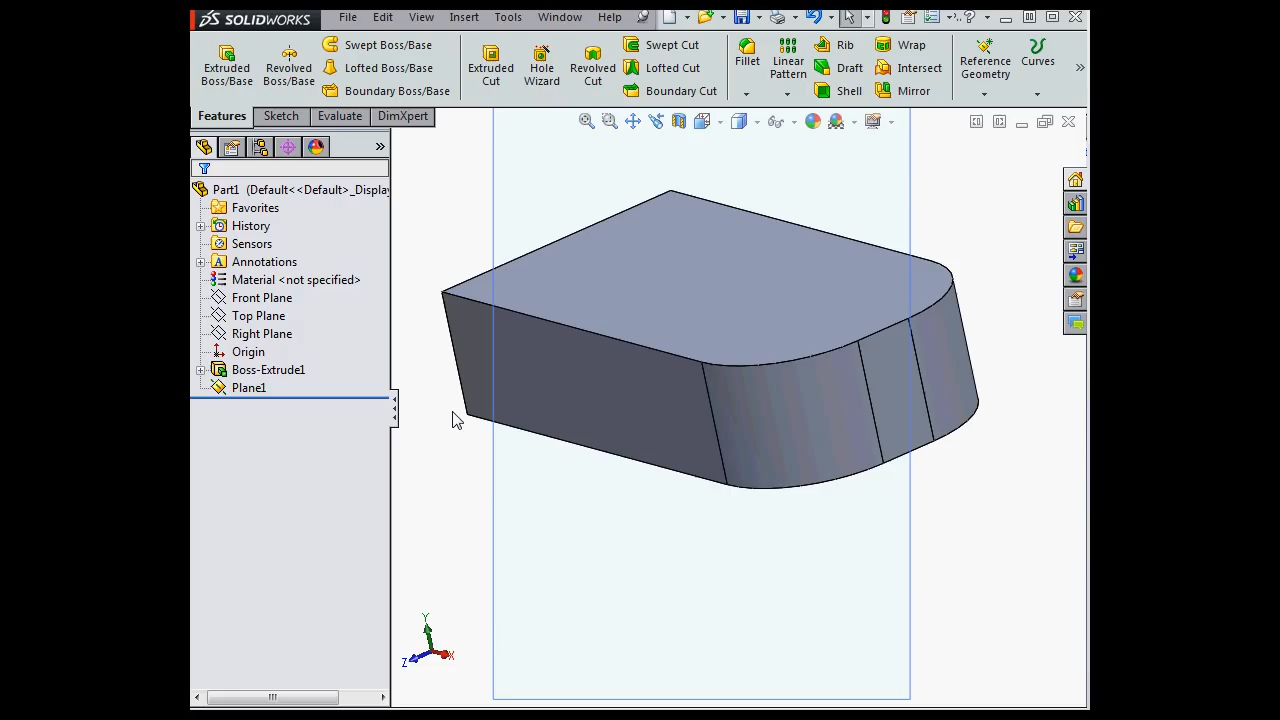 SOLIDWORKS File Edit View Insert Tools Window Help
Extruded Boss/Base
Revolved Boss/Base
Swept Boss/Base
Lofted Boss/Base
Boundary Boss/Base
Extruded Cut
Hole Wizard
Revolved Cut
Swept Cut
Lofted Cut
Boundary Cut
Fillet
Linear Pattern
Rib
Draft
Shell
Wrap
Intersect
Mirror
Reference Geometry
Curves
Features Sketch Evaluate DimXpert
Part1 (Default<<Default>_Display
Favorites
History
Sensors
Annotations
Material <not specified>
Front Plane
Top Plane
Right Plane
Origin
Boss-Extrude1
Plane1
Y
Z
X